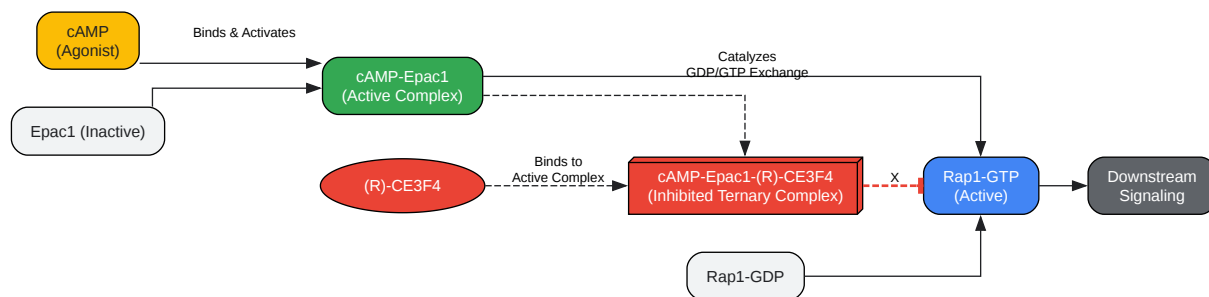 cAMP
(Agonist)
Binds & Activates
Epac1 (Inactive)
cAMP-Epac1
(Active Complex)
Catalyzes
GDP/GTP Exchange
(R)-CE3F4
Binds to
Active Complex
cAMP-Epac1-(R)-CE3F4
(Inhibited Ternary Complex)
X
Rap1-GTP
(Active)
Downstream
Signaling
Rap1-GDP